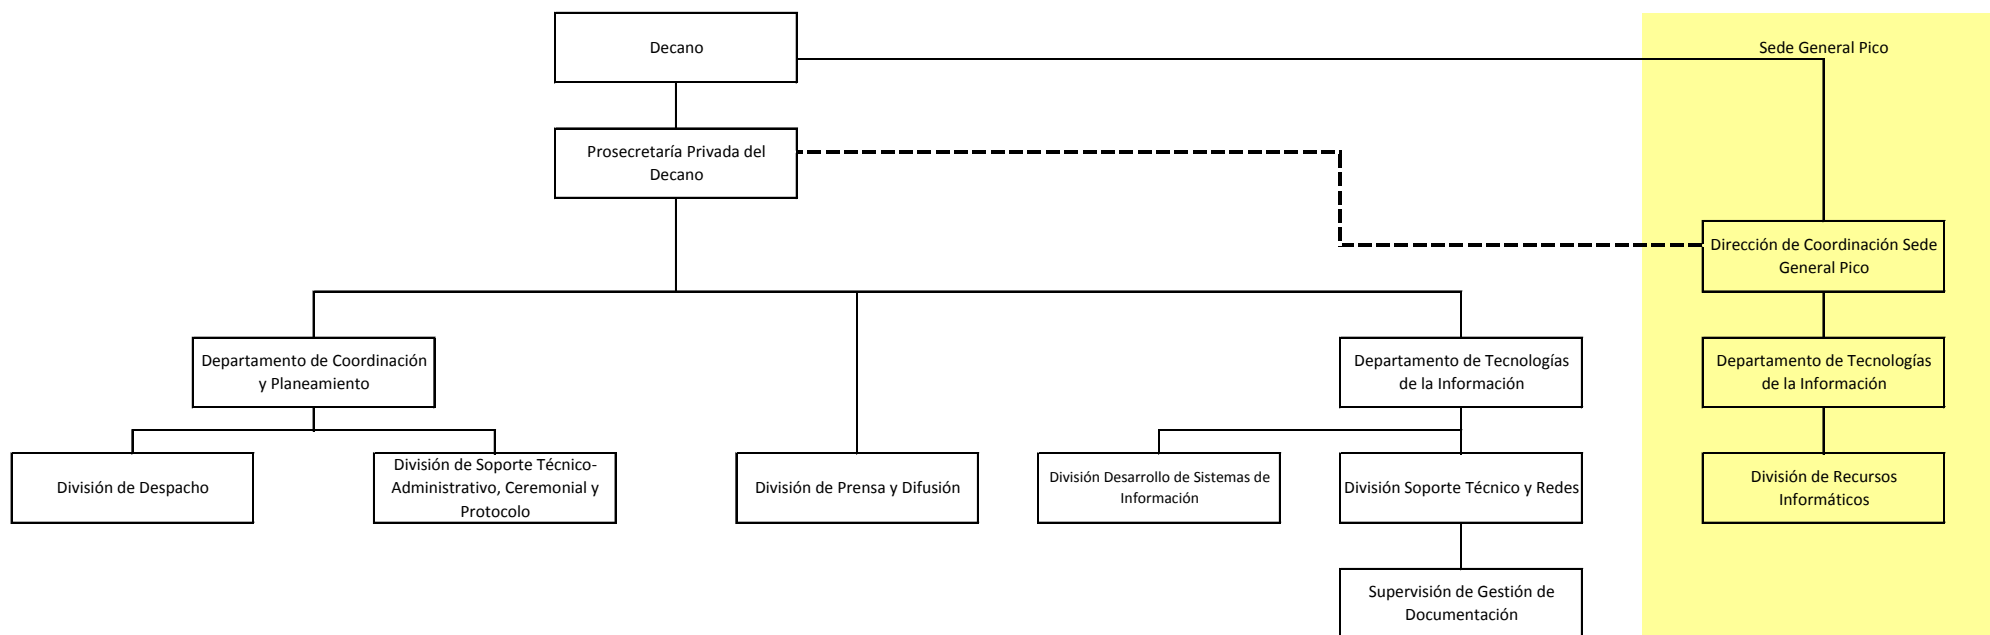 Decano
Sede General Pico
Prosecretaría Privada del
Decano
Dirección de Coordinación Sede
General Pico
Departamento de Coordinación
y Planeamiento
Departamento de Tecnologías
de la Información
Departamento de Tecnologías
de la Información
División de Despacho
División de Soporte Técnico-
Administrativo, Ceremonial y
Protocolo
División de Prensa y Difusión
División Desarrollo de Sistemas de
Información
División Soporte Técnico y Redes
División de Recursos
Informáticos
Supervisión de Gestión de
Documentación